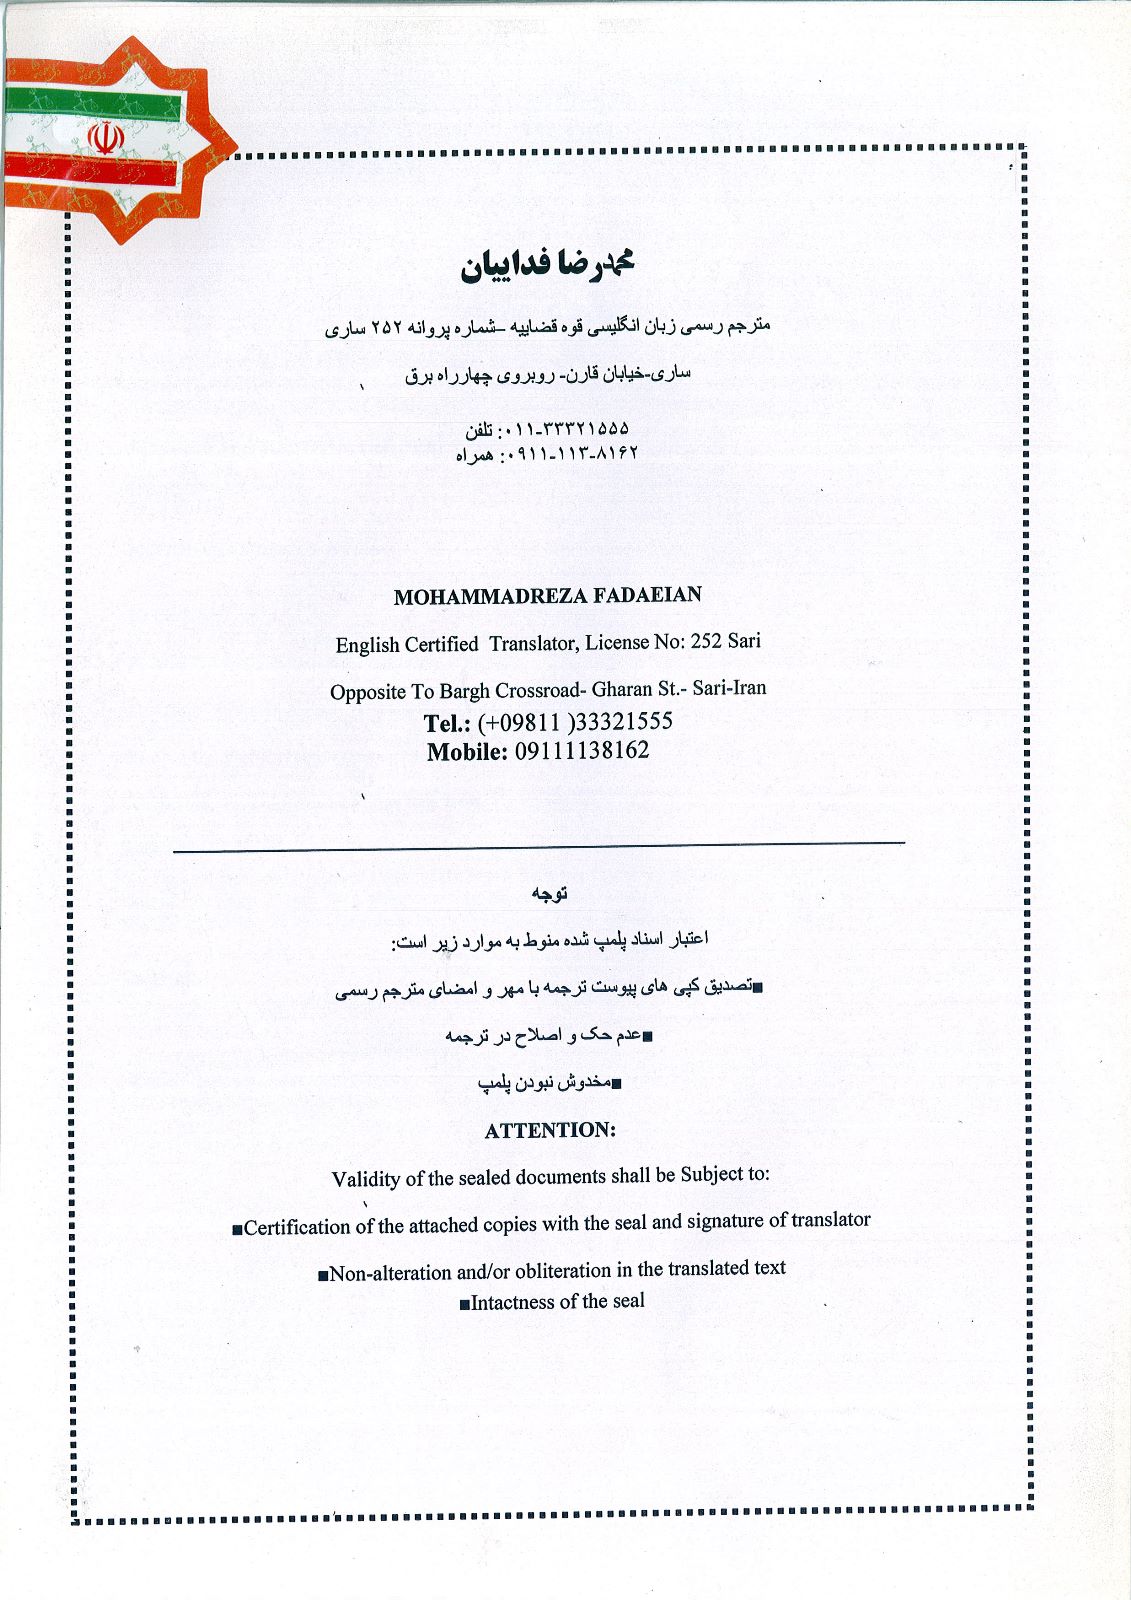 محمدرضا فداییان
مترجم رسمی زبان انگلیسی قوه قضاییه –شماره پروانه ۲۵۲ ساری
ساری-خیابان قارن- روبروی چهارراه برق
۰۱۱-۳۳۳۲۱۵۵۵: تلفن
۰۹۱۱-۱۱۳-۸۱۶۲: همراه
MOHAMMADREZA FADAEIAN
English Certified  Translator, License No: 252 Sari
Opposite To Bargh Crossroad- Gharan St.- Sari-Iran
Tel.: (+09811 )33321555
Mobile: 09111138162
توجه
اعتبار اسناد پلمپ شده منوط به موارد زیر است:
■تصدیق کپی های پیوست ترجمه با مهر و امضای مترجم رسمی
■عدم حک و اصلاح در ترجمه
■مخدوش نبودن پلمپ
ATTENTION:
Validity of the sealed documents shall be Subject to:
■Certification of the attached copies with the seal and signature of translator
■Non-alteration and/or obliteration in the translated text
■Intactness of the seal